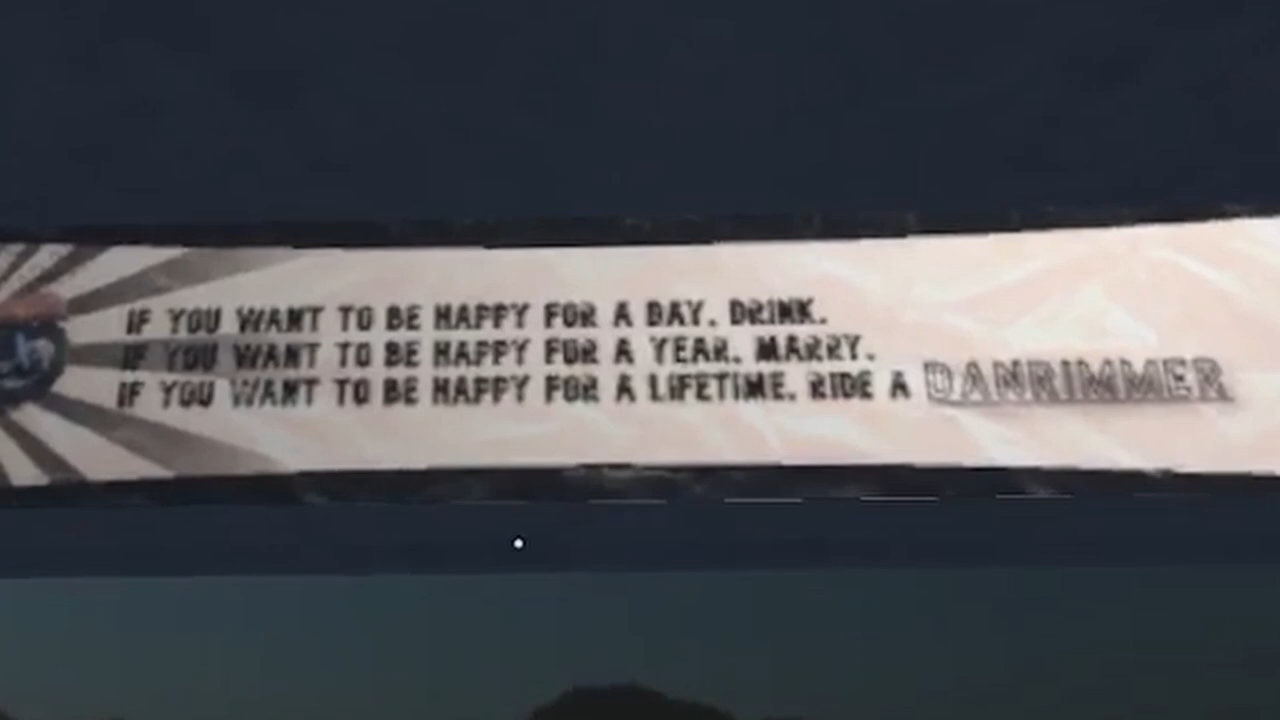 IF YOU WANT TO BE HAPPY FOR A DAY. DRINK.
IF YOU WANT TO BE HAPPY FOR A YEAR. MARRY.
IF YOU WANT TO BE HAPPY FOR A LIFETIME. RIDE A DANRIMMER